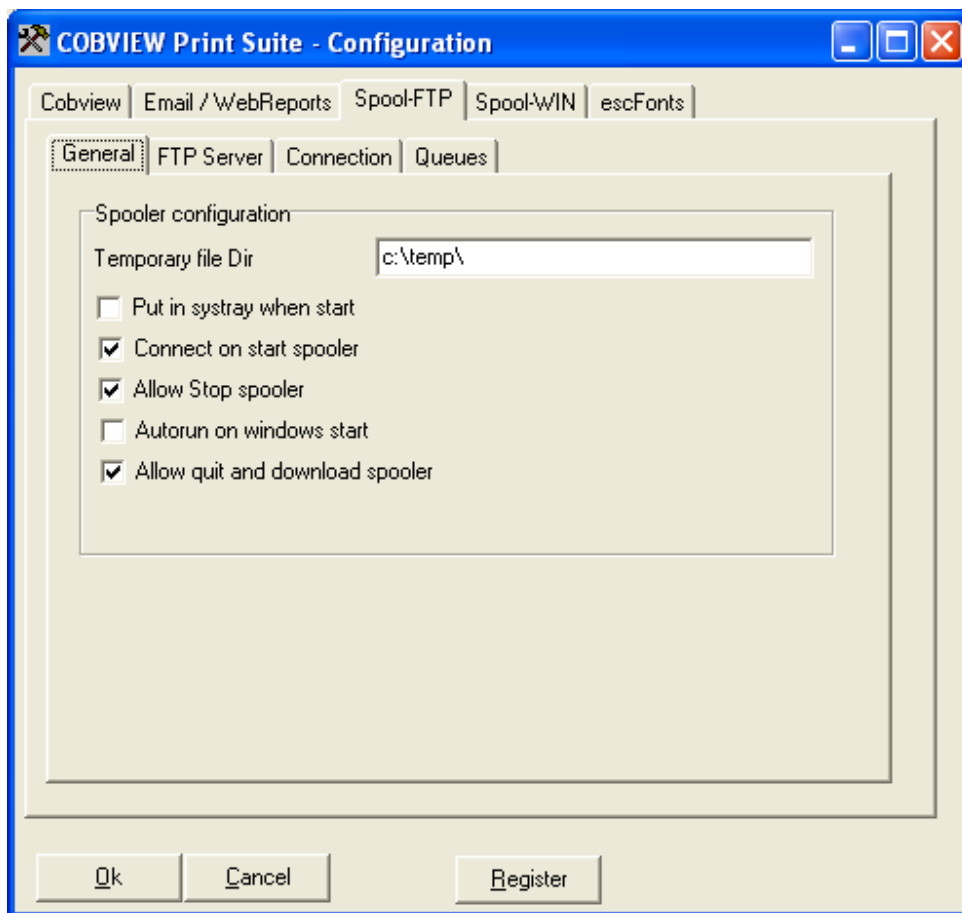 COBVIEW Print Suite - Configuration
Cobview Email / WebReports Spool-FTP Spool-WIN escFonts
General FTP Server Connection Queues
Spooler configuration
Temporary file Dir c:\temp\
Put in systray when start
Connect on start spooler
Allow Stop spooler
Autorun on windows start
Allow quit and download spooler
Ok Cancel Register